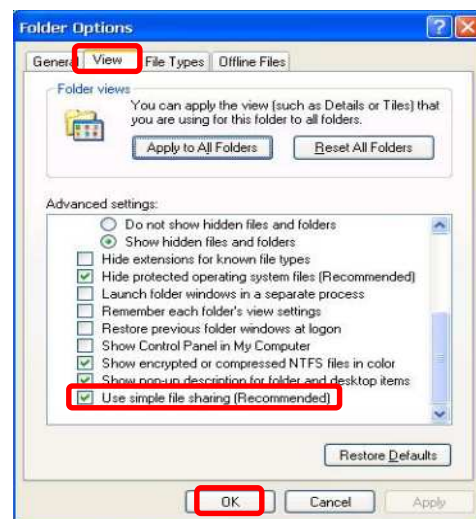 Folder Options
General View File Types Offline Files
Folder views
You can apply the view (such as Details or Tiles) that
you are using for this folder to all folders.
Apply to All Folders Reset All Folders
Advanced settings:
Do not show hidden files and folders
Show hidden files and folders
Hide extensions for known file types
Hide protected operating system files (Recommended)
Launch folder windows in a separate process
Remember each folder's view settings
Restore previous folder windows at logon
Show Control Panel in My Computer
Show encrypted or compressed NTFS files in color
Show pop-up description for folder and desktop items
Use simple file sharing (Recommended)
Restore Defaults
OK Cancel Apply